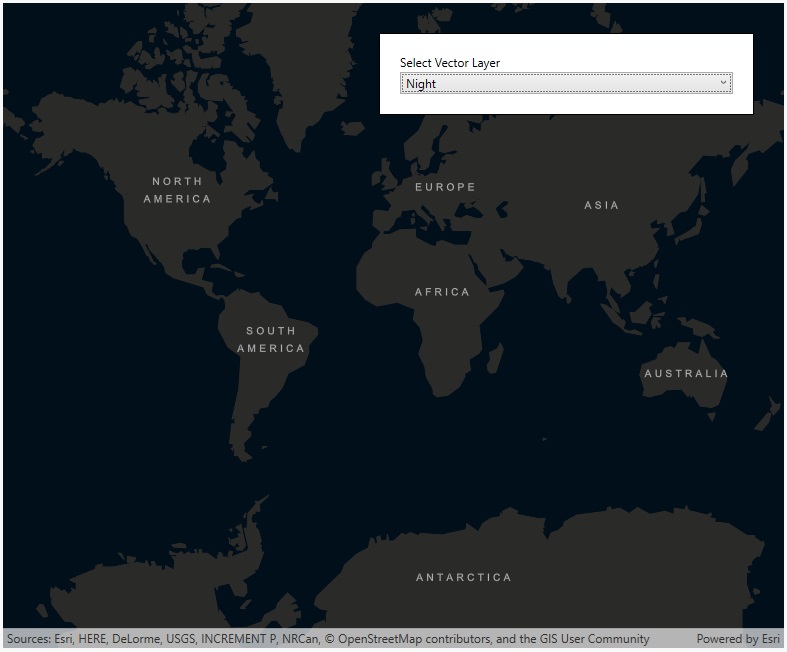 Select Vector Layer
Night
NORTH
AMERICA
EUROPE
ASIA
AFRICA
SOUTH
AMERICA
AUSTRALIA
ANTARCTICA
Sources: Esri, HERE, DeLorme, USGS, INCREMENT P, NRCan, © OpenStreetMap contributors, and the GIS User Community
Powered by Esri